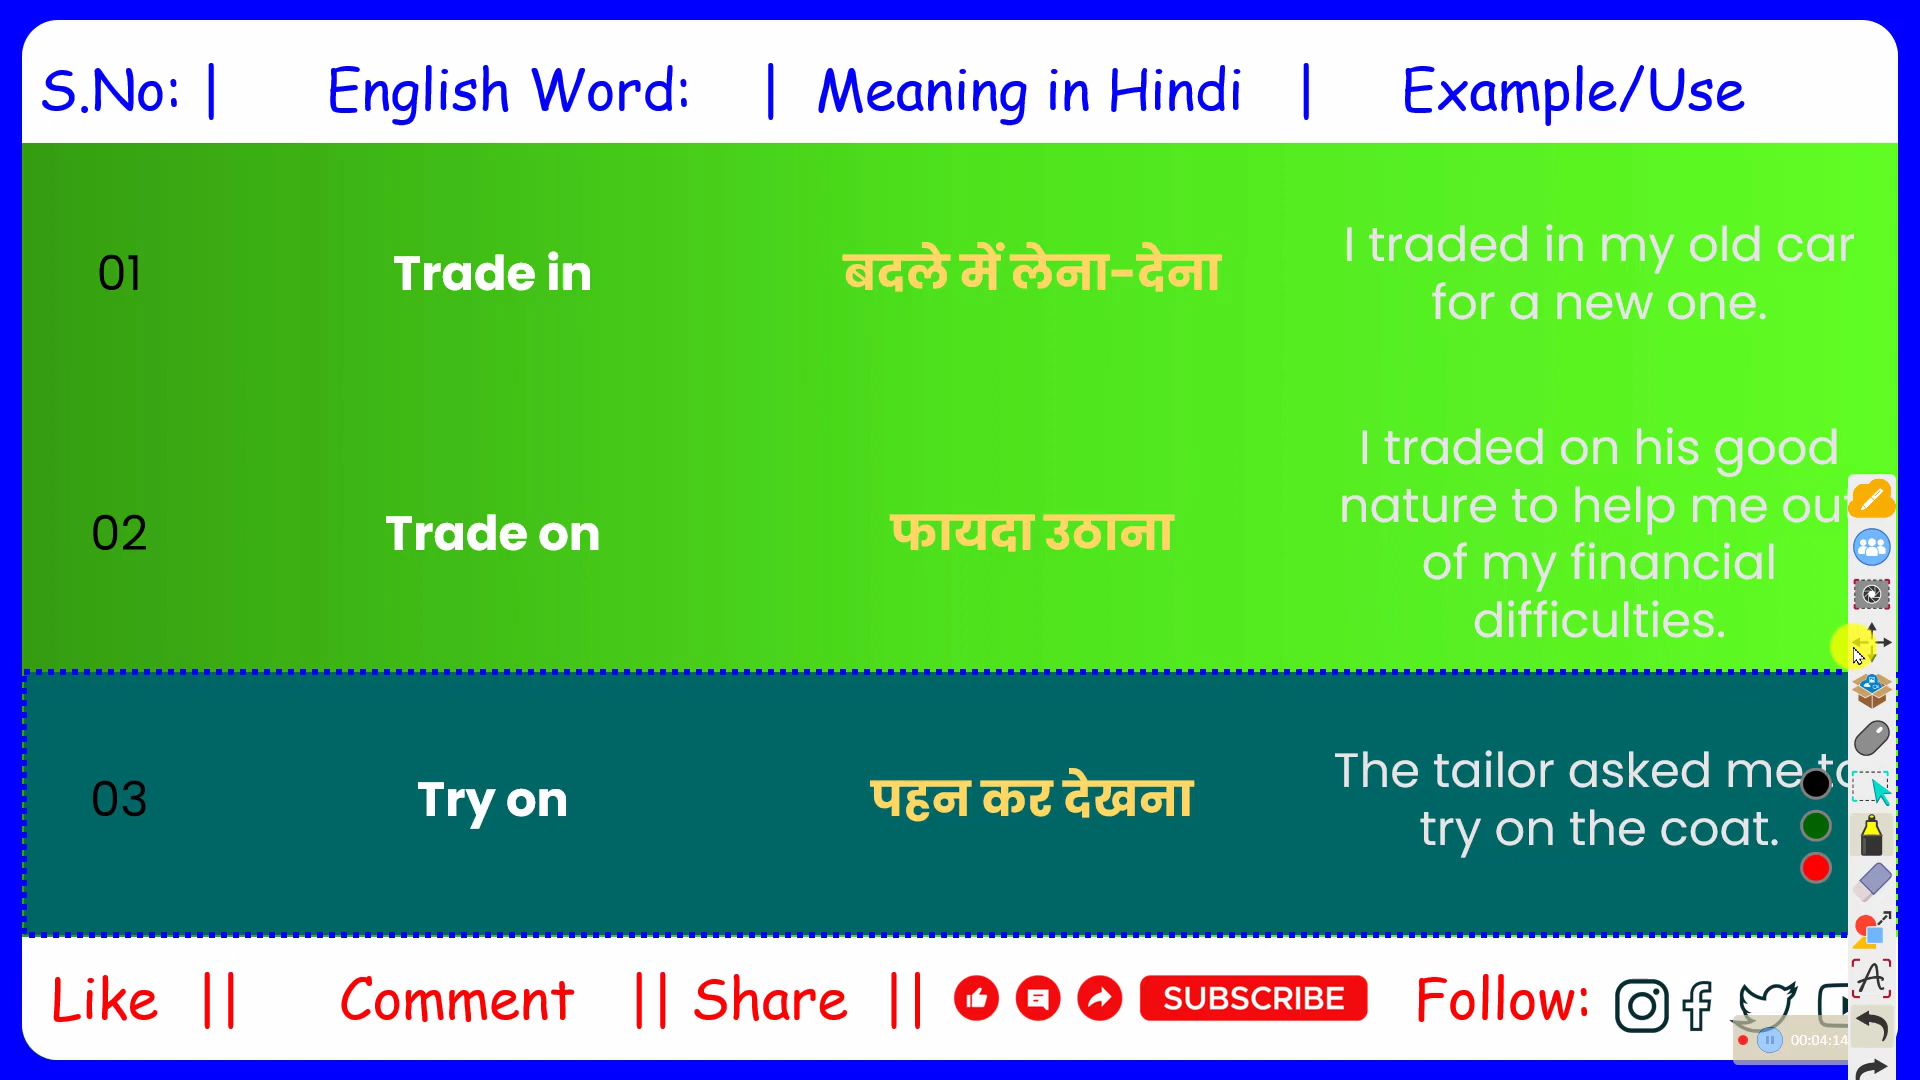 S.No: | English Word: | Meaning in Hindi | Example/Use
01 Trade in बदले में लेना-देना I traded in my old car
for a new one.
02 Trade on फायदा उठाना I traded on his good
nature to help me out
of my financial
difficulties.
03 Try on पहन कर देखना The tailor asked me to
try on the coat.
Like || Comment || Share || SUBSCRIBE Follow:
00:04:14